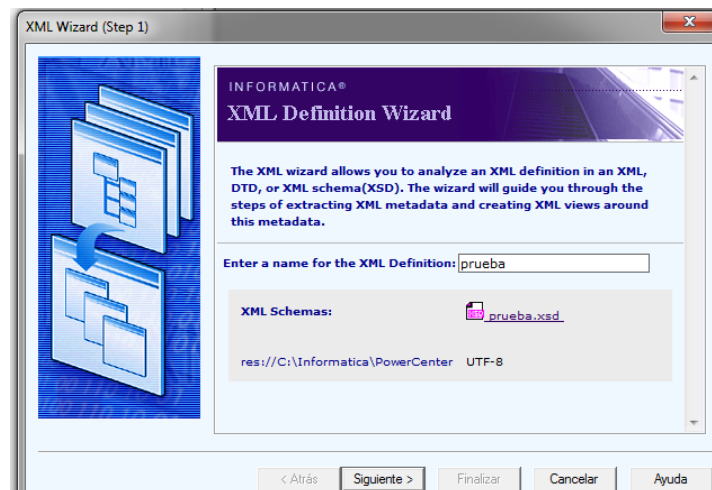 XML Wizard (Step 1)
INFORMATICA®
XML Definition Wizard
The XML wizard allows you to analyze an XML definition in an XML,
DTD, or XML schema(XSD). The wizard will guide you through the
steps of extracting XML metadata and creating XML views around
this metadata.
Enter a name for the XML Definition: prueba
XML Schemas: prueba.xsd
res://C:\Informatica\PowerCenter UTF-8
< Atrás Siguiente > Finalizar Cancelar Ayuda